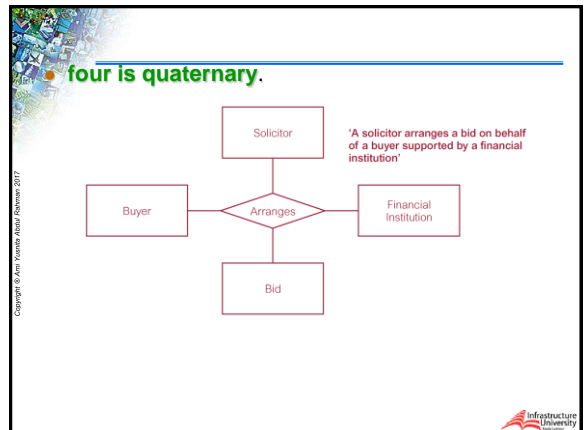 • four is quaternary.
Solicitor
'A solicitor arranges a bid on behalf
of a buyer supported by a financial
institution'
Buyer
Arranges
Financial
Institution
Bid
Copyright © Ami Yusnita Abdul Rahman 2017
Infrastructure
University